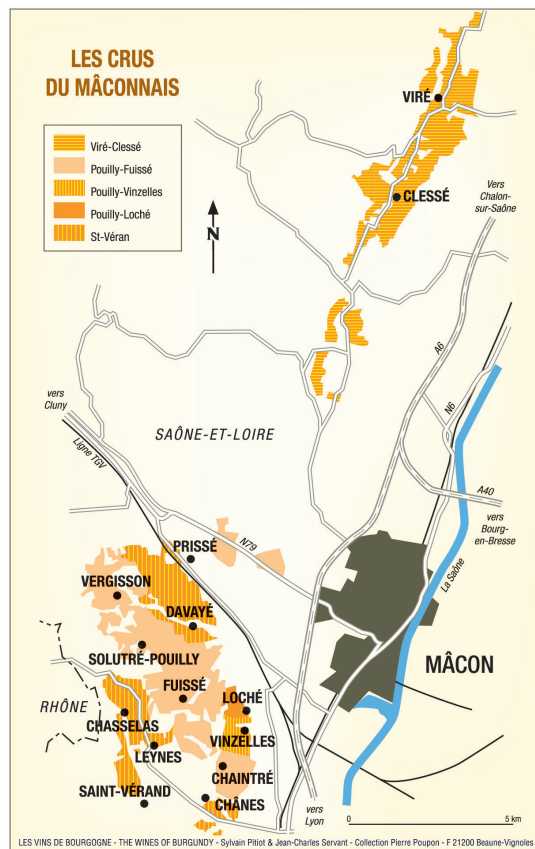 LES CRUS
DU MÂCONNAIS
Viré-Clessé
Pouilly-Fuissé
Pouilly-Vinzelles
Pouilly-Loché
St-Véran
N
VIRÉ
CLESSÉ
Vers
Chalon-
sur-Saône
A6
N6
vers
Cluny
Ligne TGV
SAÔNE-ET-LOIRE
A40
vers
Bourg-
en-Bresse
N79
La Saône
PRISSÉ
VERGISSON
DAVAYÉ
SOLUTRÉ-POUILLY
MÂCON
FUISSÉ
RHÔNE
LOCHÉ
CHASSELAS
VINZELLES
LEYNES
CHAINTRÉ
SAINT-VÉRAND
CHÂNES
vers
Lyon
0 5 km
LES VINS DE BOURGOGNE - THE WINES OF BURGUNDY - Sylvain Pitiot & Jean-Charles Servant - Collection Pierre Poupon - F 21200 Beaune-Vignoles